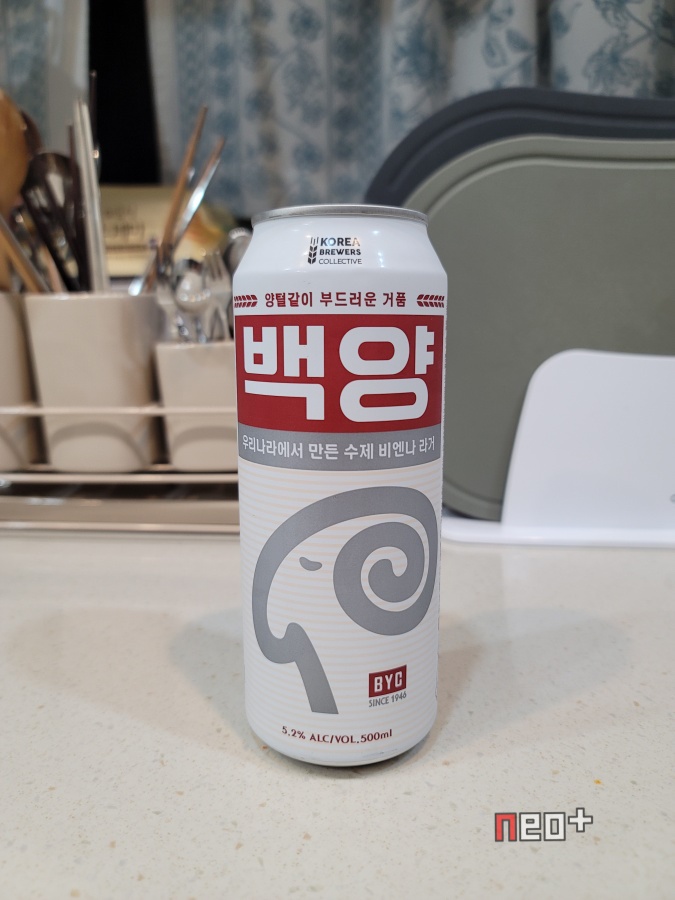 KOREA
BREWERS
COLLECTIVE
양털같이 부드러운 거품
백양
우리나라에서 만든 수제 비엔나 라거
BYC
SINCE 1946
5.2% ALC/VOL.500ml
neo+